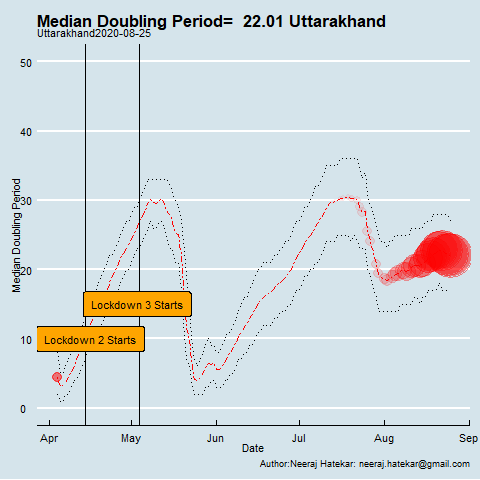 Median Doubling Period=  22.01 Uttarakhand
Uttarakhand2020-08-25
50
40
30
20
10
0
Median Doubling Period
Lockdown 3 Starts
Lockdown 2 Starts
Apr May Jun Jul Aug Sep
Date
Author:Neeraj Hatekar: neeraj.hatekar@gmail.com